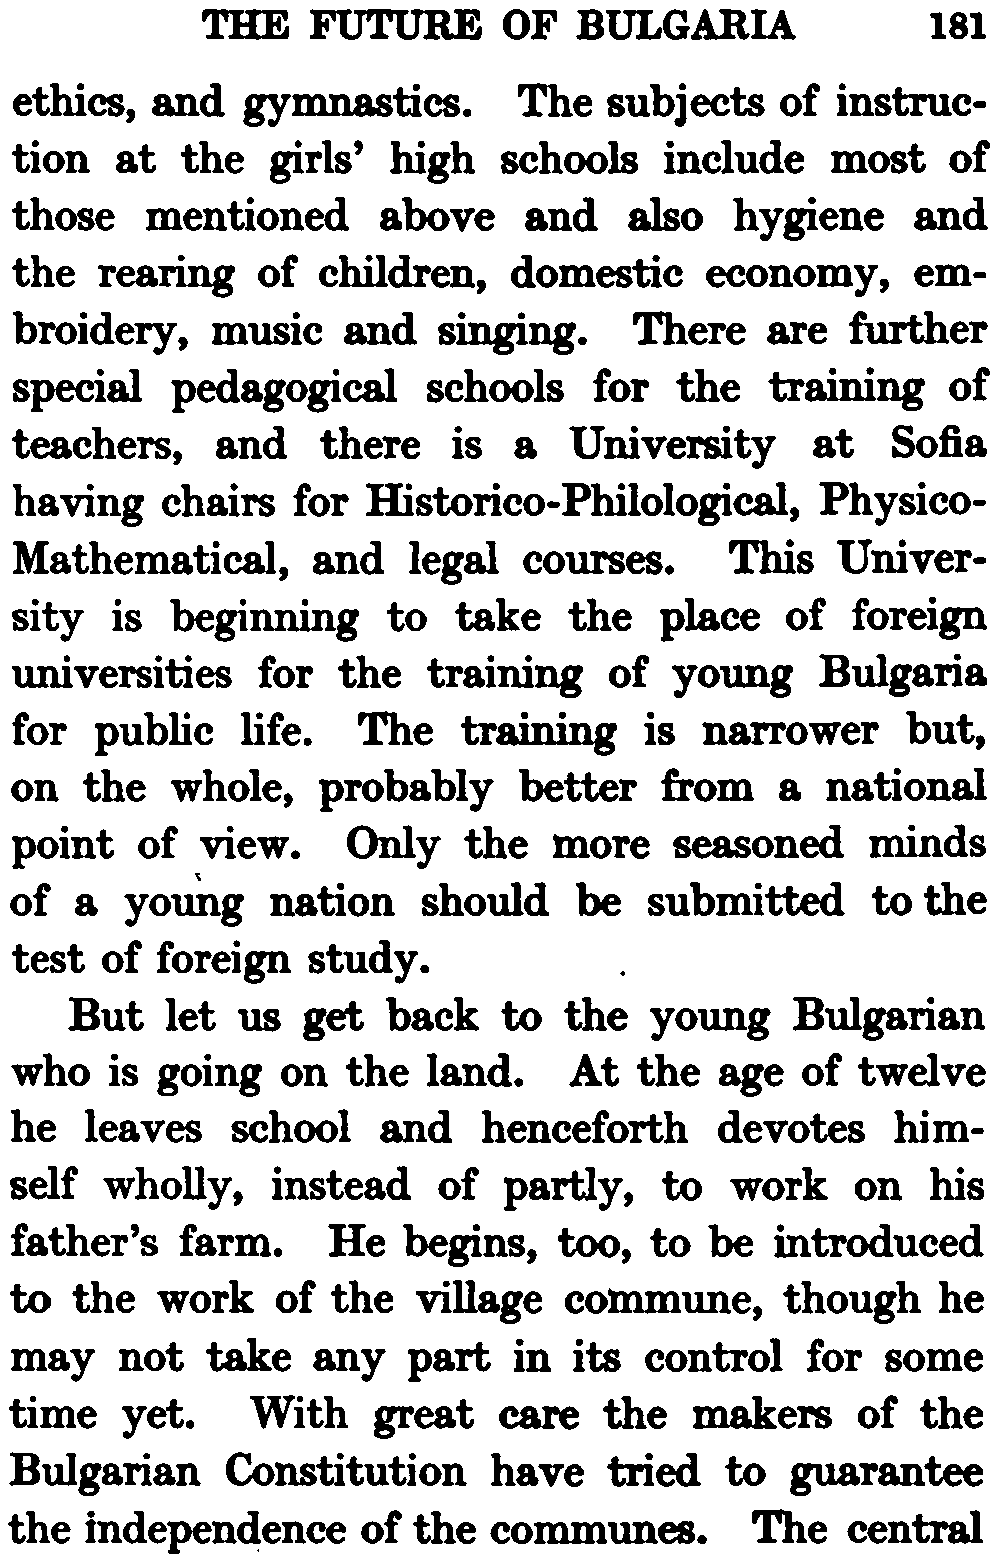 THE FUTURE OF BULGARIA 181
ethics, and gymnastics. The subjects of instruc-
tion at the girls' high schools include most of
those mentioned above and also hygiene and
the rearing of children, domestic economy, em-
broidery, music and singing. There are further
special pedagogical schools for the training of
teachers, and there is a University at Sofia
having chairs for Historico-Philological, Physico-
Mathematical, and legal courses. This Univer-
sity is beginning to take the place of foreign
universities for the training of young Bulgaria
for public life. The training is narrower but,
on the whole, probably better from a national
point of view. Only the more seasoned minds
of a young nation should be submitted to the
test of foreign study.
But let us get back to the young Bulgarian
who is going on the land. At the age of twelve
he leaves school and henceforth devotes him-
self wholly, instead of partly, to work on his
father's farm. He begins, too, to be introduced
to the work of the village commune, though he
may not take any part in its control for some
time yet. With great care the makers of the
Bulgarian Constitution have tried to guarantee
the independence of the communes. The central